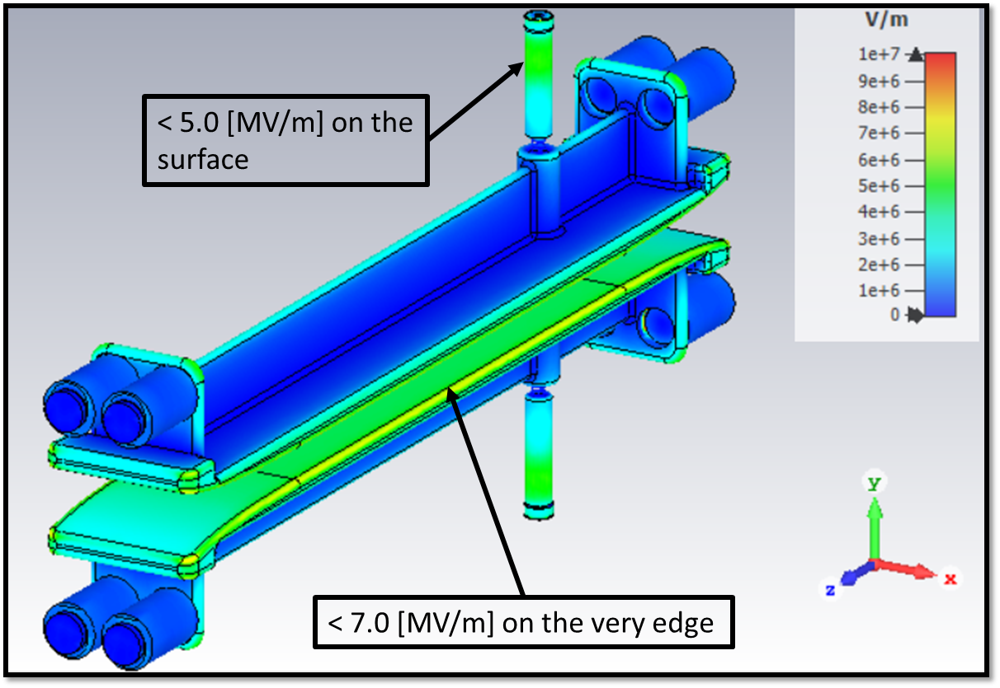 V/m
1e+7
9e+6
8e+6
7e+6
6e+6
5e+6
4e+6
3e+6
2e+6
1e+6
0
< 5.0 [MV/m] on the
surface
< 7.0 [MV/m] on the very edge
y
z
x